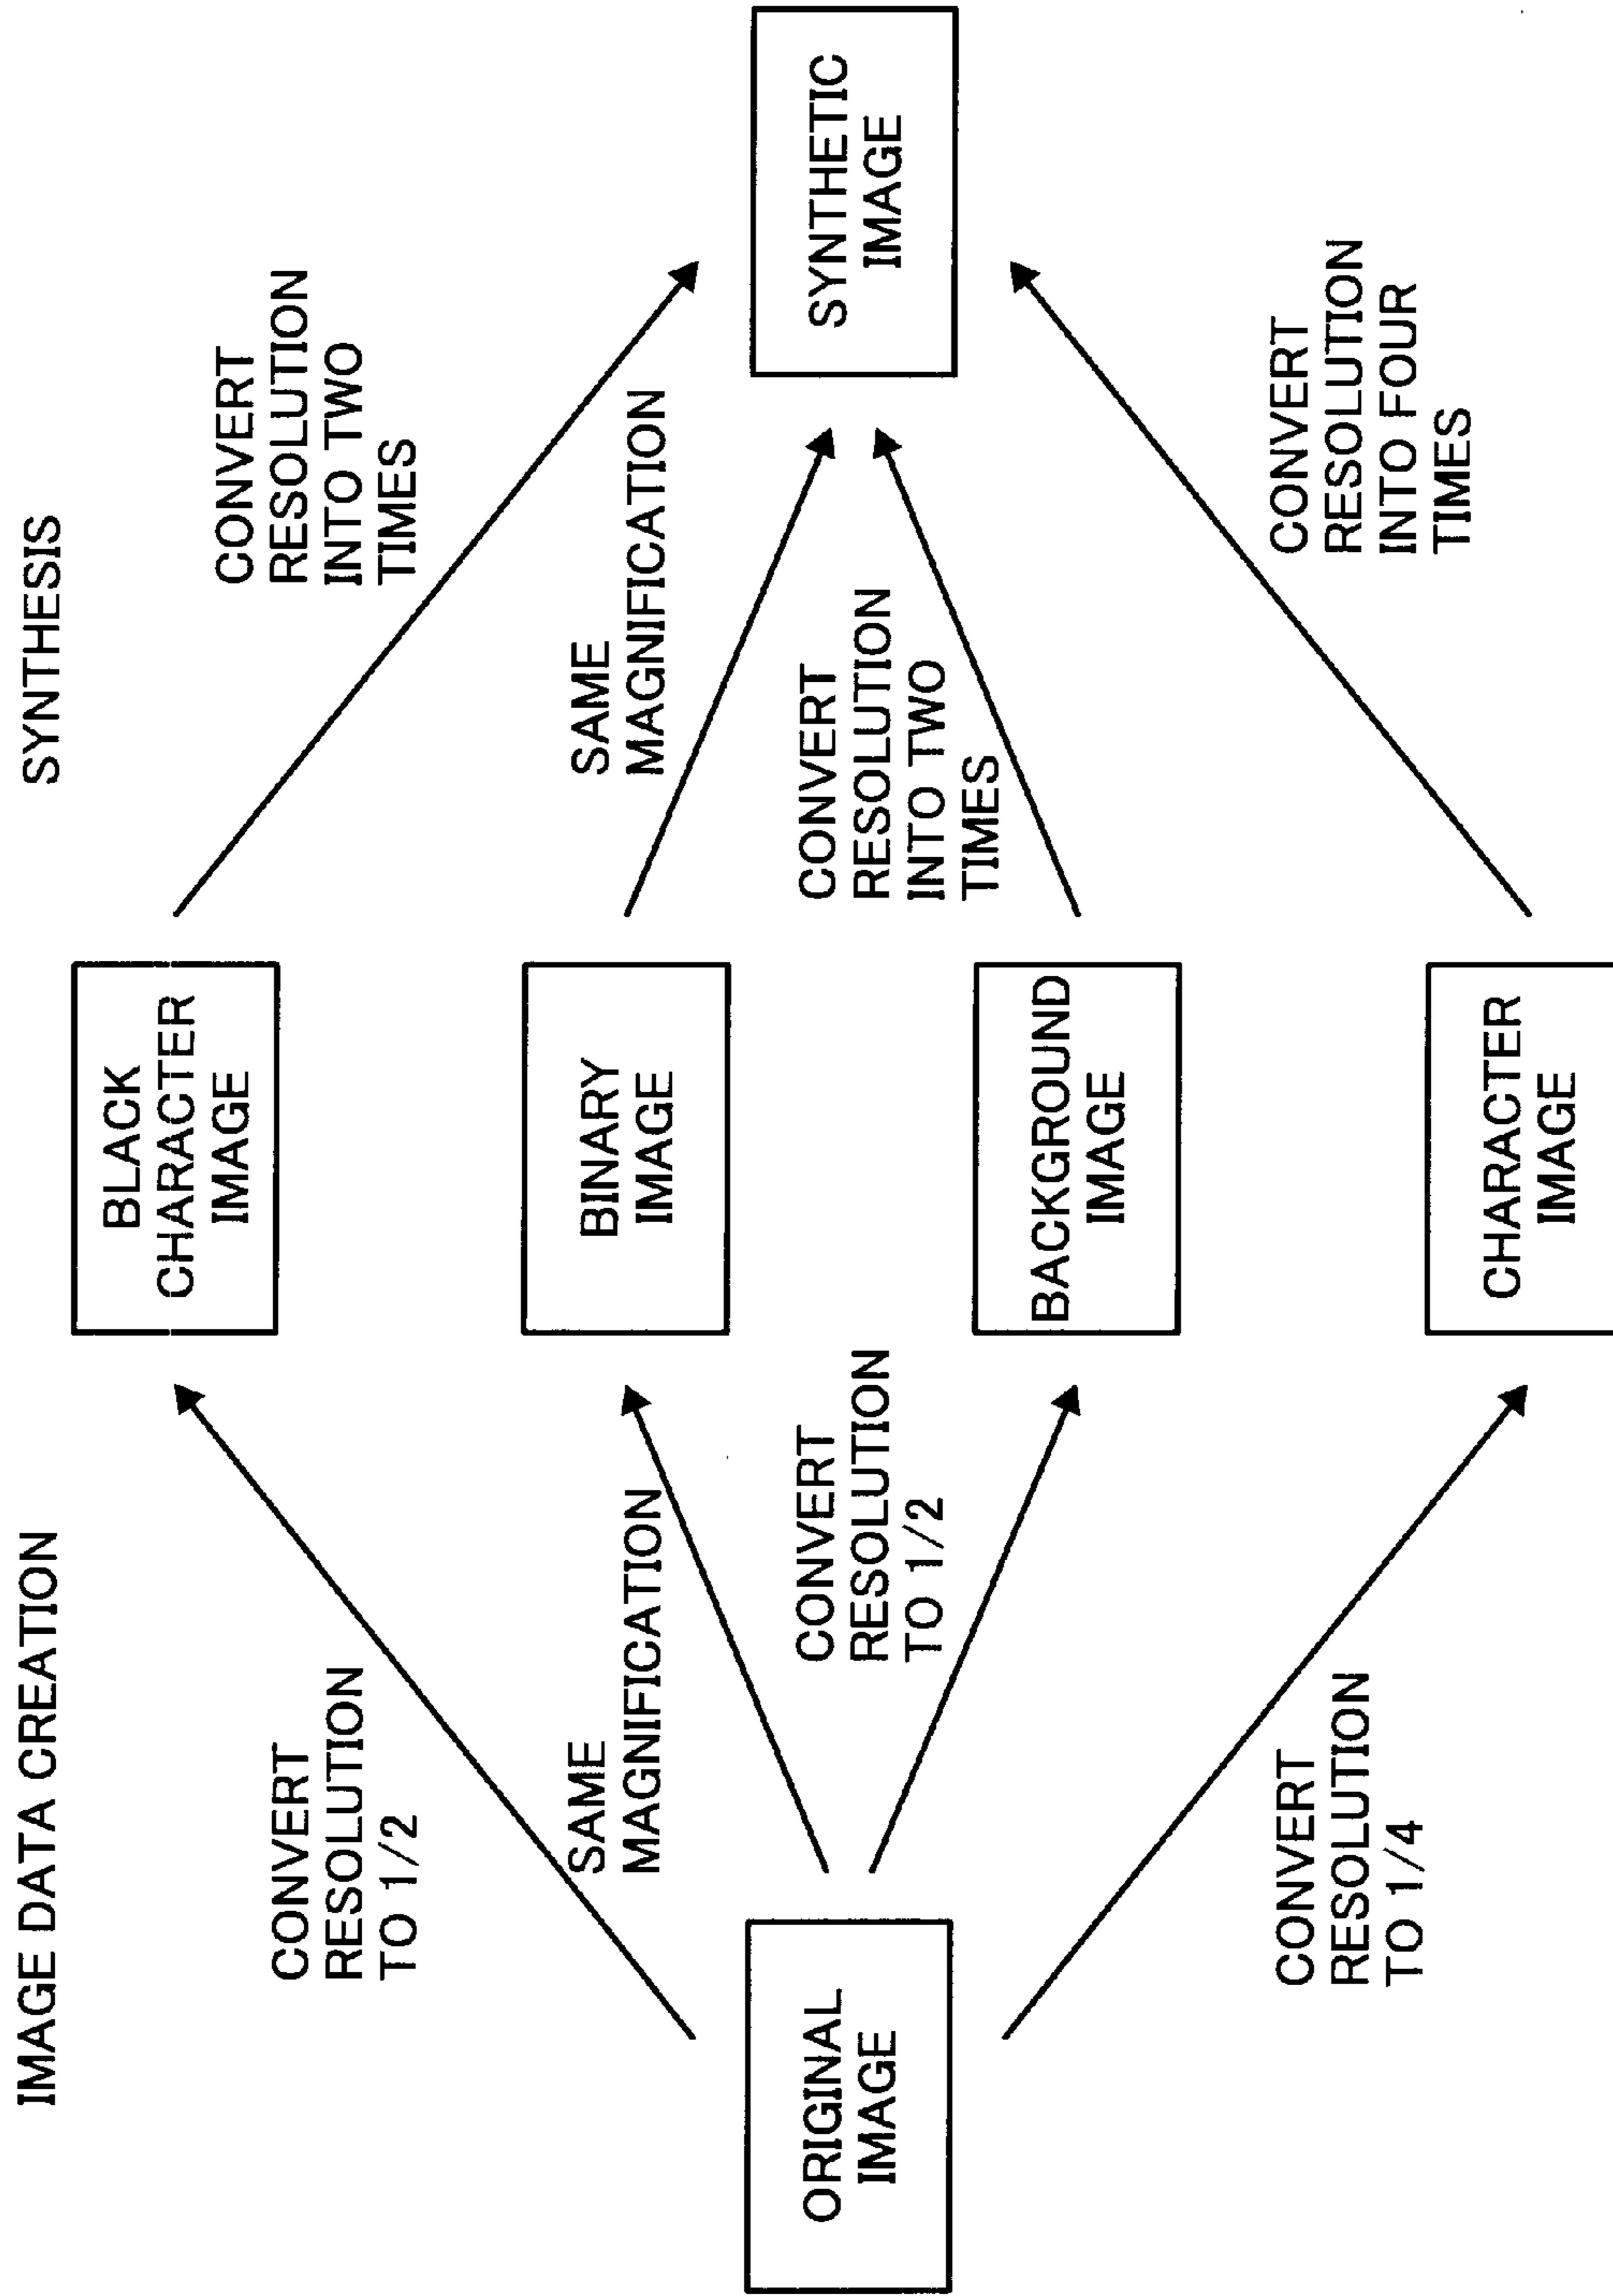 IMAGE DATA CREATION
SYNTHESIS
CONVERT
RESOLUTION
TO 1/2
SAME
MAGNIFICATION
CONVERT
RESOLUTION
TO 1/2
CONVERT
RESOLUTION
TO 1/4
ORIGINAL
IMAGE
BLACK
CHARACTER
IMAGE
BINARY
IMAGE
BACKGROUND
IMAGE
CHARACTER
IMAGE
CONVERT
RESOLUTION
INTO TWO
TIMES
SAME
MAGNIFICATION
CONVERT
RESOLUTION
INTO TWO
TIMES
CONVERT
RESOLUTION
INTO FOUR
TIMES
SYNTHETIC
IMAGE